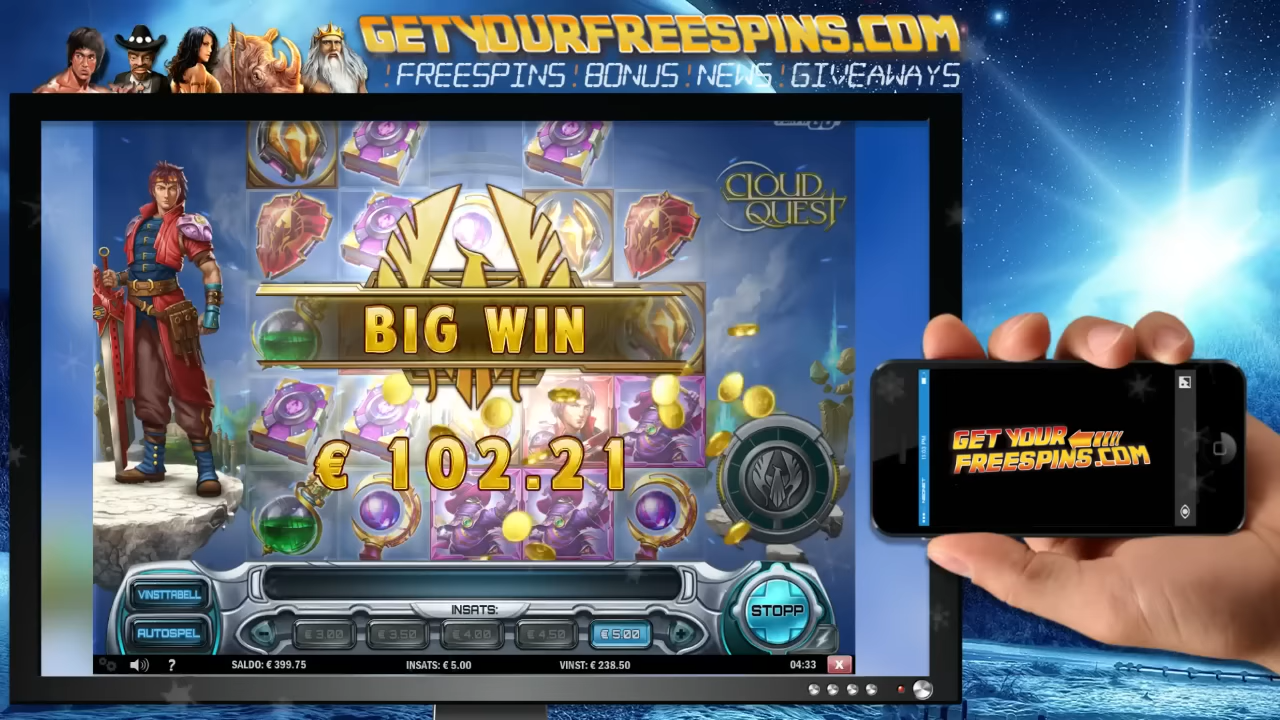 GETYOURFREESPINS.COM
!FREESPINS!BONUS!NEWS!GIVEAWAYS
CLOUD
QUEST
BIG WIN
€ 102.21
VINSTTABELL
AUTOSPEL
INSATS:
€ 3.00 € 3.50 € 4.00 € 4.50 € 5.00
STOPP
SALDO: € 399.75 INSATS: € 5.00 VINST: € 238.50 04:33 X
?
GET YOUR
FREESPINS.COM